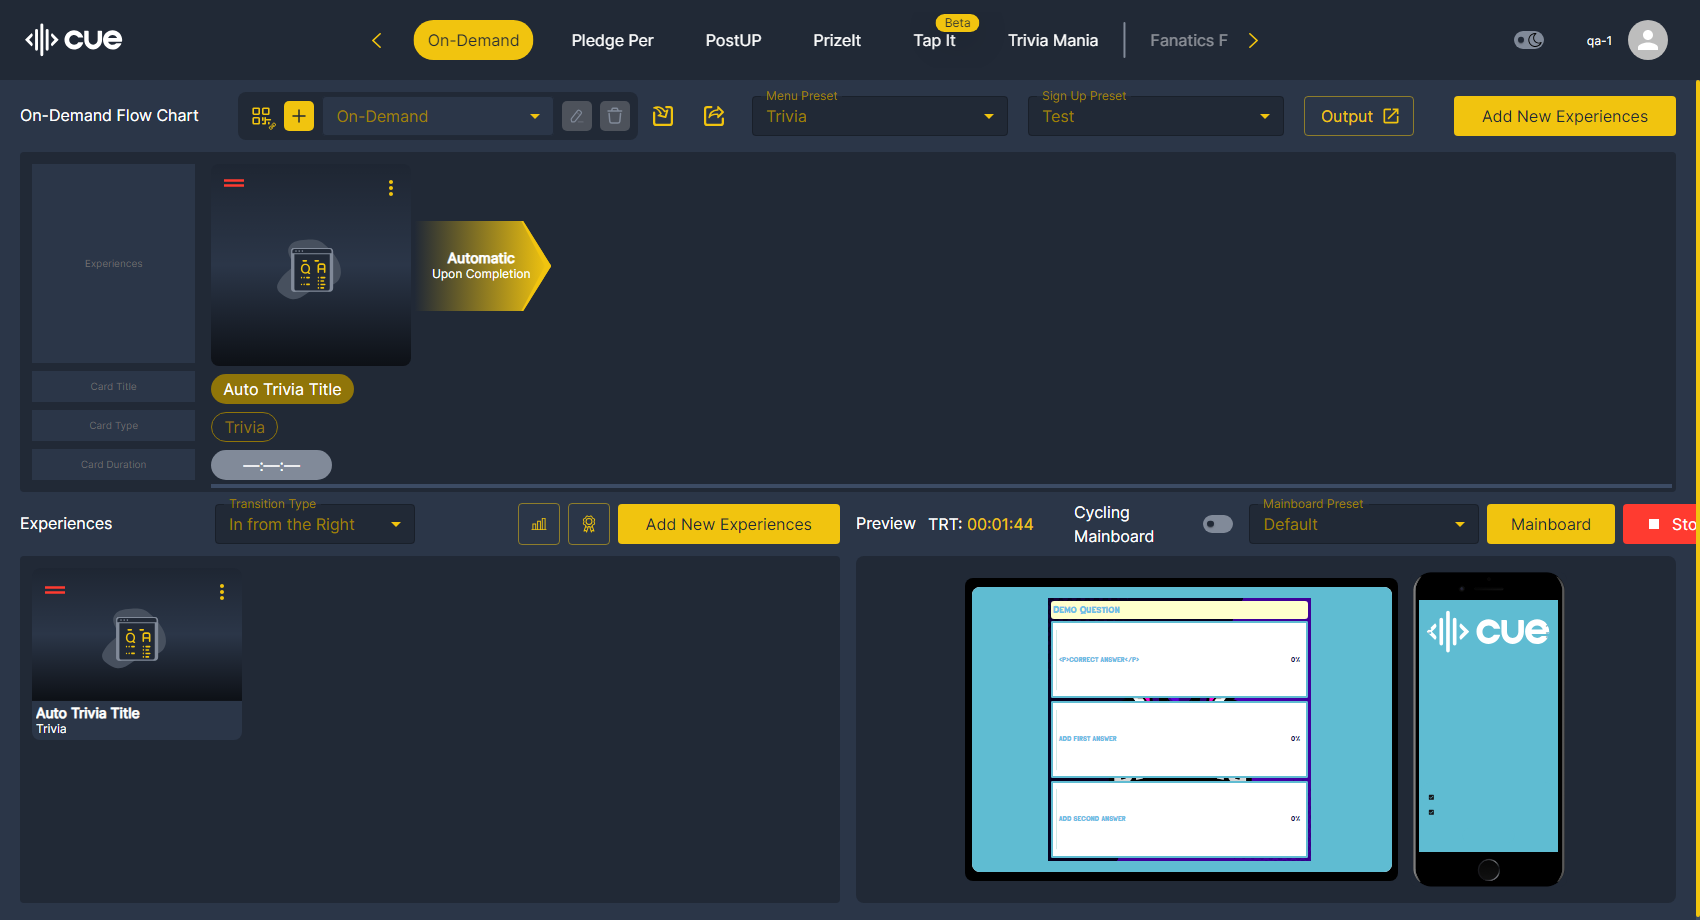 cue
On-Demand
Pledge Per
PostUP
PrizeIt
Beta
Tap It
Trivia Mania
Fanatics F
qa-1
On-Demand Flow Chart
On-Demand
Menu Preset
Trivia
Sign Up Preset
Test
Output
Add New Experiences
Experiences
Automatic
Upon Completion
Card Title
Auto Trivia Title
Card Type
Trivia
Card Duration
—:—:—
Experiences
Transition Type
In from the Right
Add New Experiences
Preview
TRT: 00:01:44
Cycling
Mainboard
Mainboard Preset
Default
Mainboard
Sto
Q A
Auto Trivia Title
Trivia
Demo Question
<P>CORRECT ANSWER</P>
0%
ADD FIRST ANSWER
0%
ADD SECOND ANSWER
0%
cue